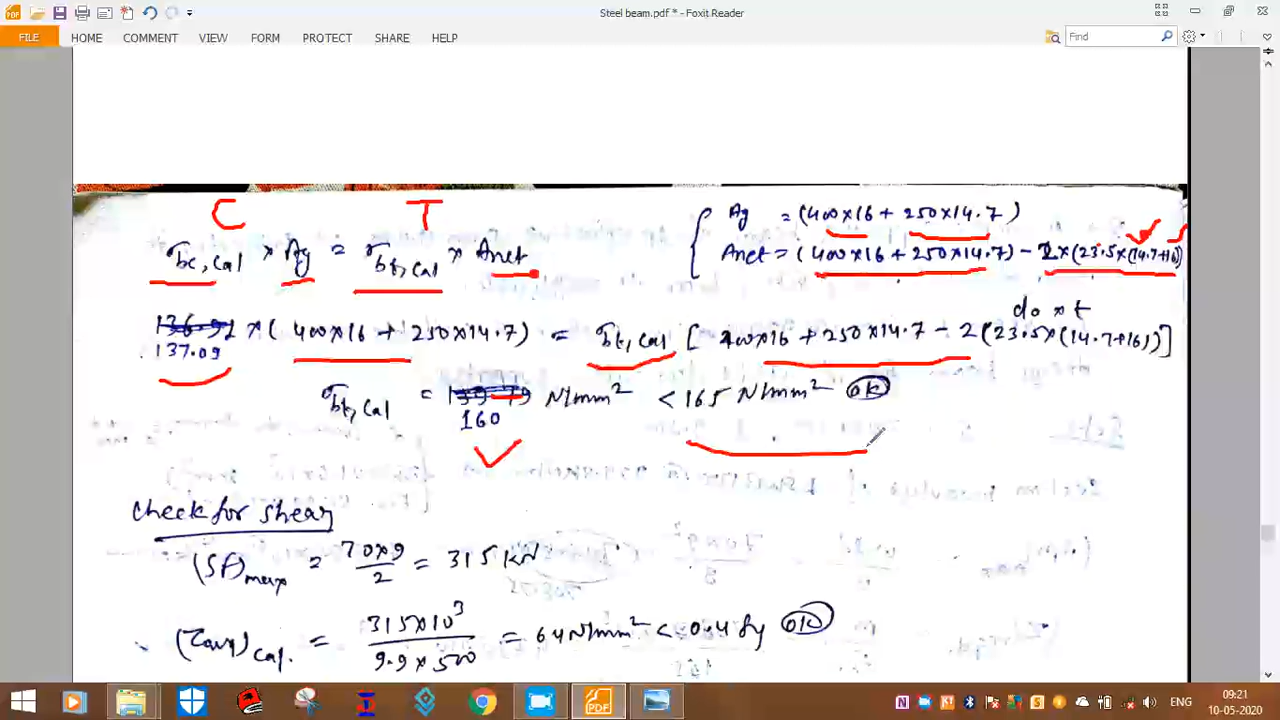 Steel beam.pdf * - Foxit Reader
FILE HOME COMMENT VIEW FORM PROTECT SHARE HELP Find
C T
Ag = (400×16 + 250×14.7)
σbc,cal × Ag = σbt,cal × Anet
Anet = (400×16 + 250×14.7) - 2×(23.5×(14.7+16)
do × t
× (400×16 + 250×14.7) = σbt,cal [400×16 + 250×14.7 - 2(23.5×(14.7+16))]
137.09
σbt,cal = N/mm² < 165 N/mm² ok
160
Check for shear
(SF)max = 70×9 / 2 = 315 kN
(τav)cal. = 315×10³ / 9.9×500 = 64 N/mm² < 0.4 fy ok
ENG
09:21
10-05-2020